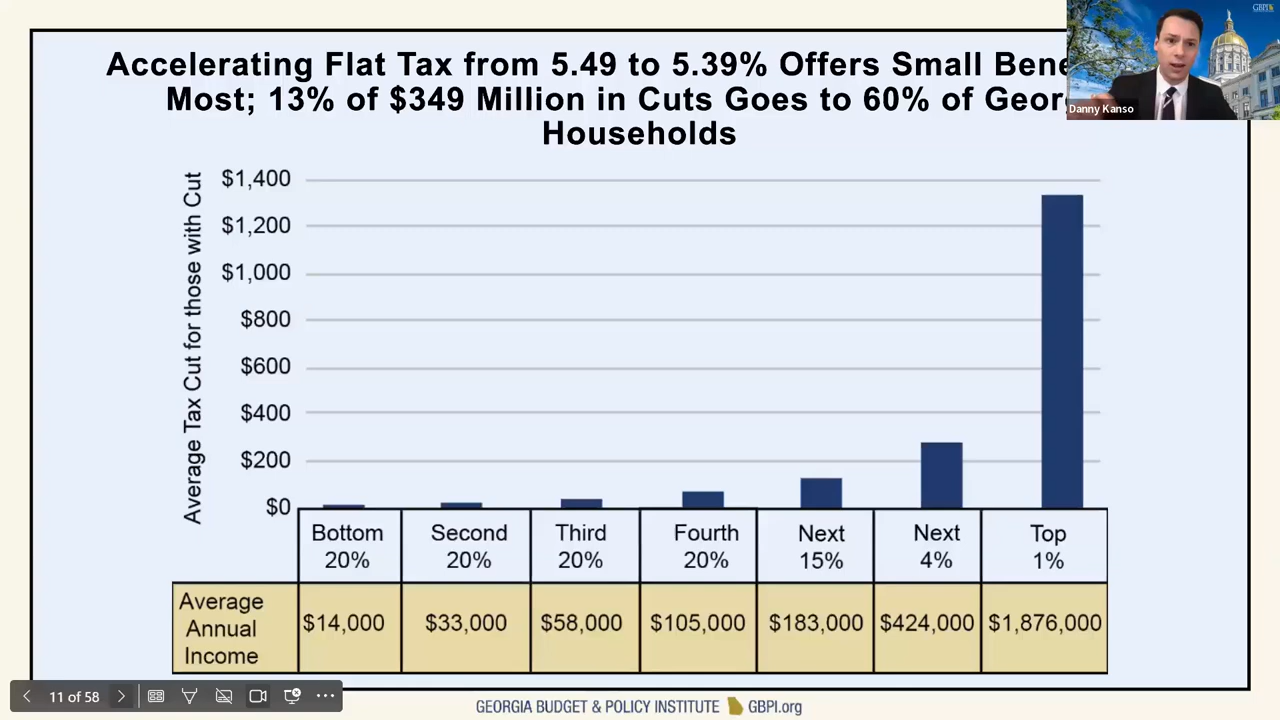 Accelerating Flat Tax from 5.49 to 5.39% Offers Small
Most; 13% of $349 Million in Cuts Goes to 60% of
Households
GBPI
Danny Kanso
Average Tax Cut for those with Cut
$1,400
$1,200
$1,000
$800
$600
$400
$200
$0
Bottom 20%
Second 20%
Third 20%
Fourth 20%
Next 15%
Next 4%
Top 1%
Average Annual Income
$14,000
$33,000
$58,000
$105,000
$183,000
$424,000
$1,876,000
11 of 58
GEORGIA BUDGET & POLICY INSTITUTE GBPI.org